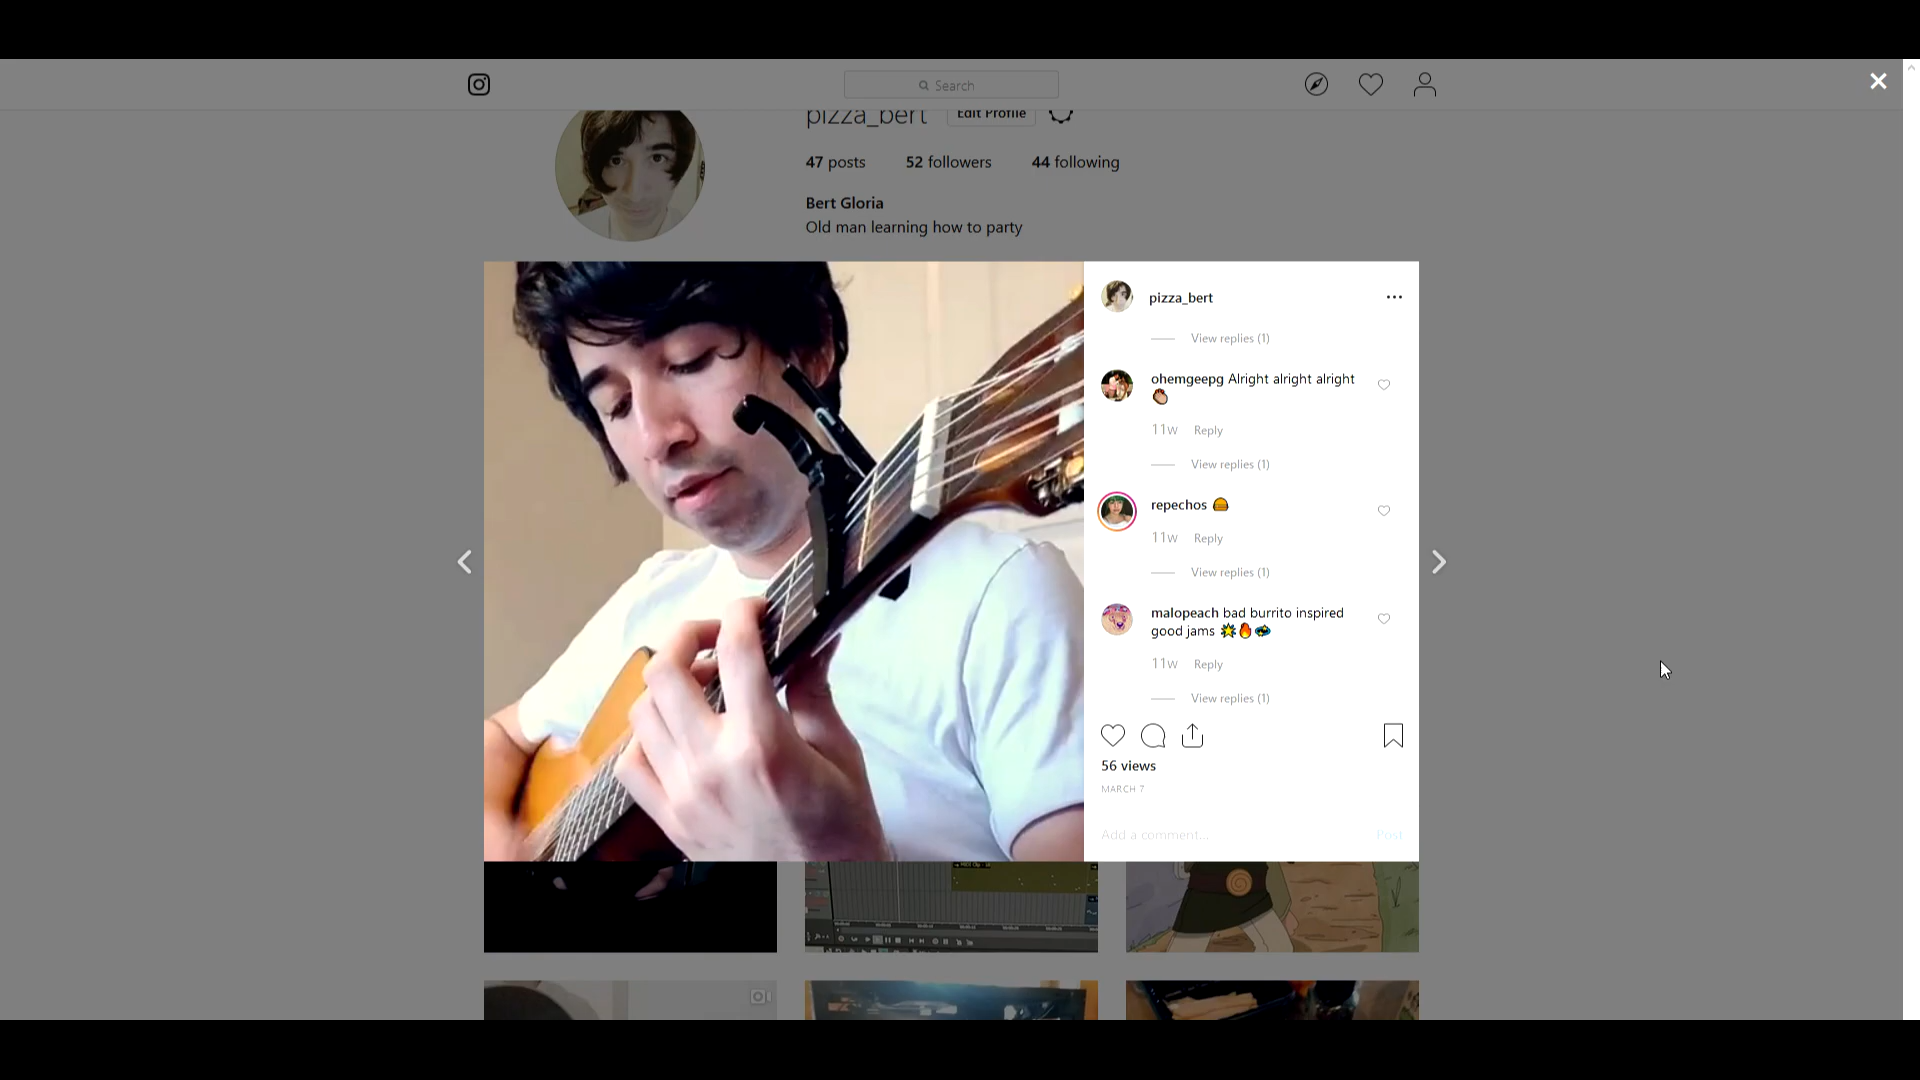 Search
pizza_bert
Edit Profile
47 posts
52 followers
44 following
Bert Gloria
Old man learning how to party
pizza_bert
View replies (1)
ohemgeepg Alright alright alright
👏
11w Reply
View replies (1)
repechos 🍔
11w Reply
View replies (1)
malopeach bad burrito inspired
good jams 🌟🔥
11w Reply
View replies (1)
56 views
MARCH 7
Add a comment...
Post